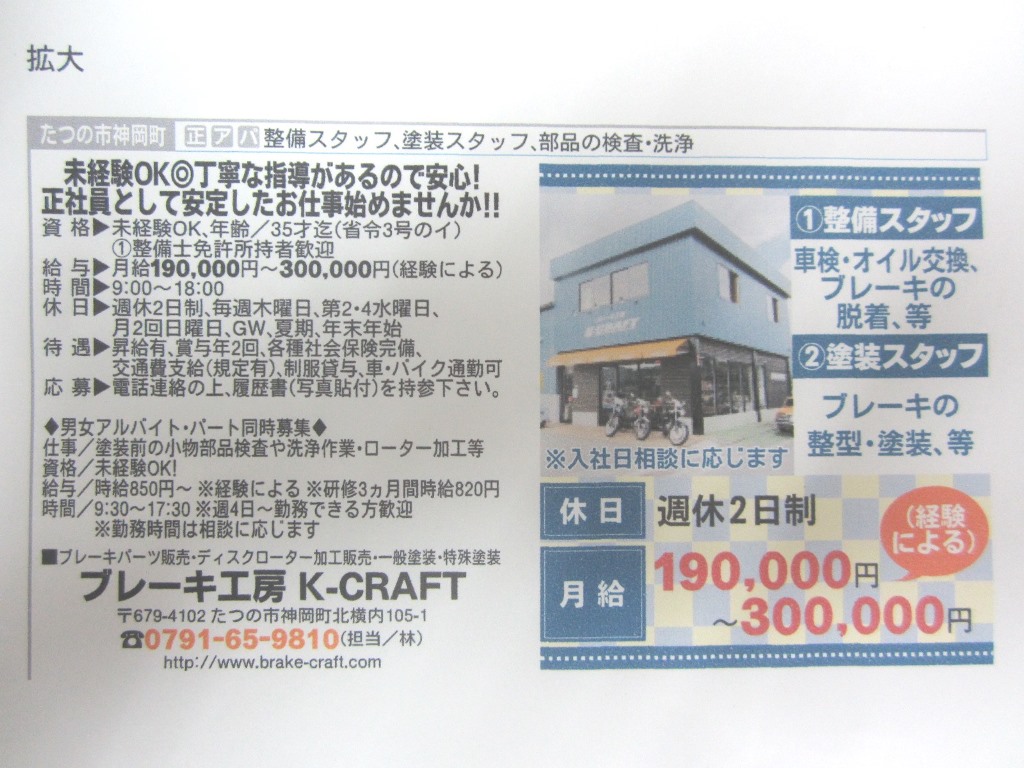 拡大
たつの市神岡町 正 ア パ 整備スタッフ、塗装スタッフ、部品の検査・洗浄
未経験OK◎丁寧な指導があるので安心!
正社員として安定したお仕事始めませんか!!
資格▶未経験OK、年齢／35才迄(省令3号のイ)
①整備士免許所持者歓迎
給与▶月給190,000円〜300,000円(経験による)
時間▶9:00〜18:00
休日▶週休2日制、毎週木曜日、第2・4水曜日、
月2回日曜日、GW、夏期、年末年始
待遇▶昇給有、賞与年2回、各種社会保険完備、
交通費支給(規定有)、制服貸与、車・バイク通勤可
応募▶電話連絡の上、履歴書(写真貼付)を持参下さい。
◆男女アルバイト・パート同時募集◆
仕事／塗装前の小物部品検査や洗浄作業・ローター加工等
資格／未経験OK!
給与／時給850円〜 ※経験による ※研修3ヵ月間時給820円
時間／9:30〜17:30 ※週4日〜勤務できる方歓迎
※勤務時間は相談に応じます
■ブレーキパーツ販売・ディスクローター加工販売・一般塗装・特殊塗装
ブレーキ工房 K-CRAFT
〒679-4102 たつの市神岡町北横内105-1
☎0791-65-9810(担当／林)
http://www.brake-craft.com
①整備スタッフ
車検・オイル交換、
ブレーキの
脱着、等
②塗装スタッフ
ブレーキの
整型・塗装、等
※入社日相談に応じます
休日 週休2日制
(経験
による)
月給 190,000円
〜300,000円